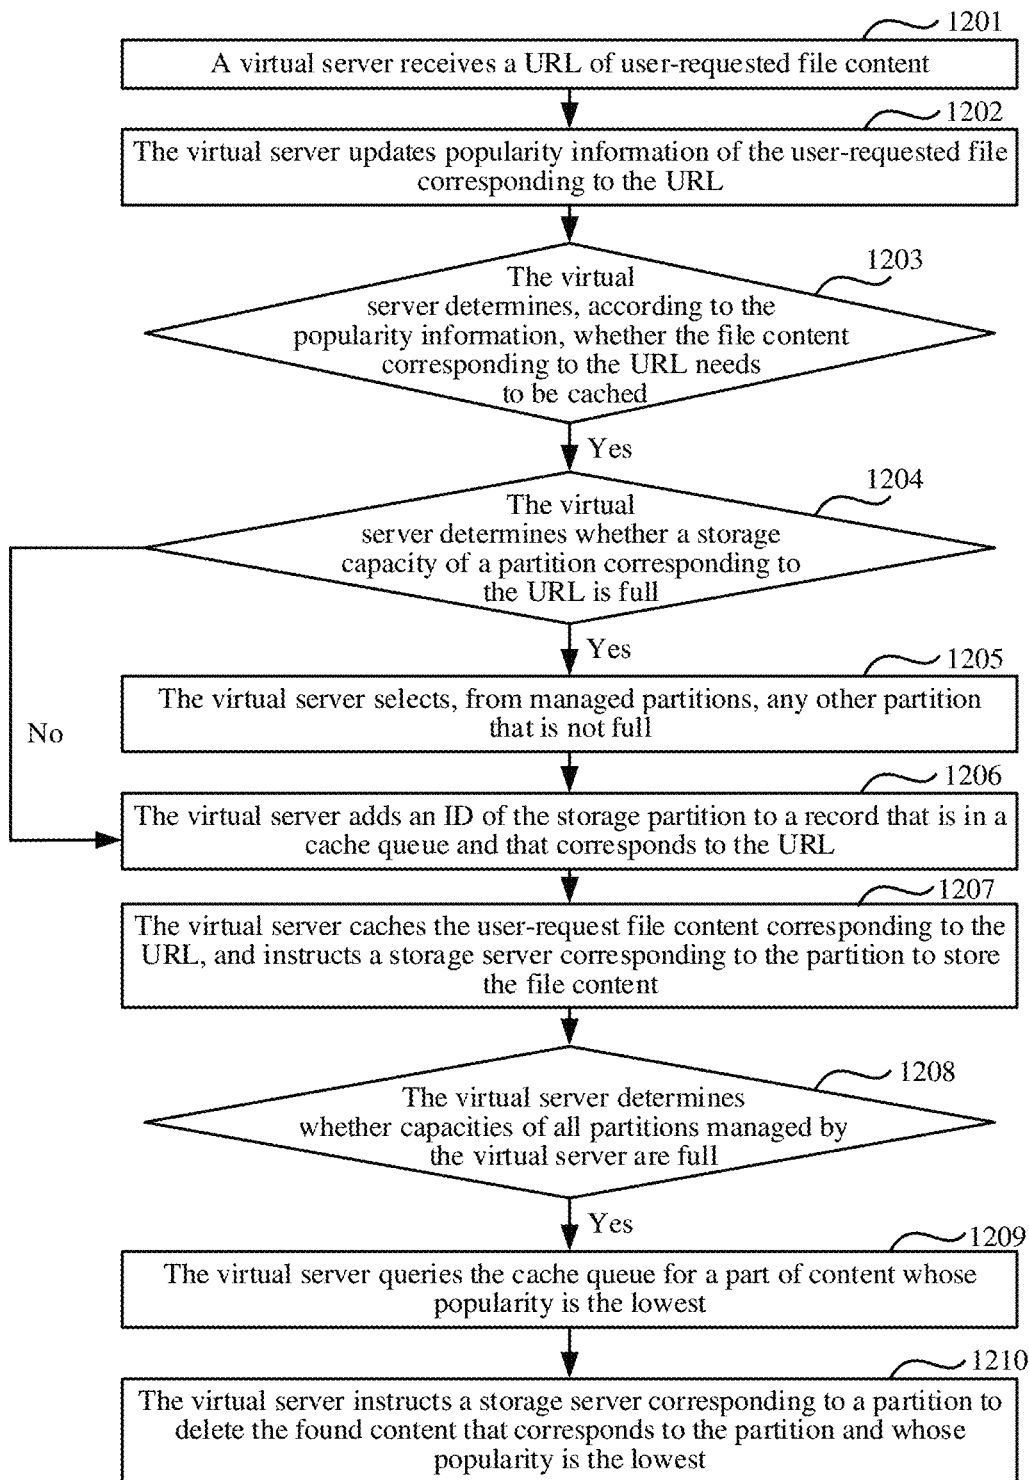 1201
A virtual server receives a URL of user-requested file content
1202
The virtual server updates popularity information of the user-requested file
corresponding to the URL
1203
The virtual
server determines, according to the
popularity information, whether the file content
corresponding to the URL needs
to be cached
Yes
1204
The virtual
server determines whether a storage
capacity of a partition corresponding to
the URL is full
Yes
1205
The virtual server selects, from managed partitions, any other partition
that is not full
No
1206
The virtual server adds an ID of the storage partition to a record that is in a
cache queue and that corresponds to the URL
1207
The virtual server caches the user-request file content corresponding to the
URL, and instructs a storage server corresponding to the partition to store
the file content
1208
The virtual server determines
whether capacities of all partitions managed by
the virtual server are full
Yes
1209
The virtual server queries the cache queue for a part of content whose
popularity is the lowest
1210
The virtual server instructs a storage server corresponding to a partition to
delete the found content that corresponds to the partition and whose
popularity is the lowest